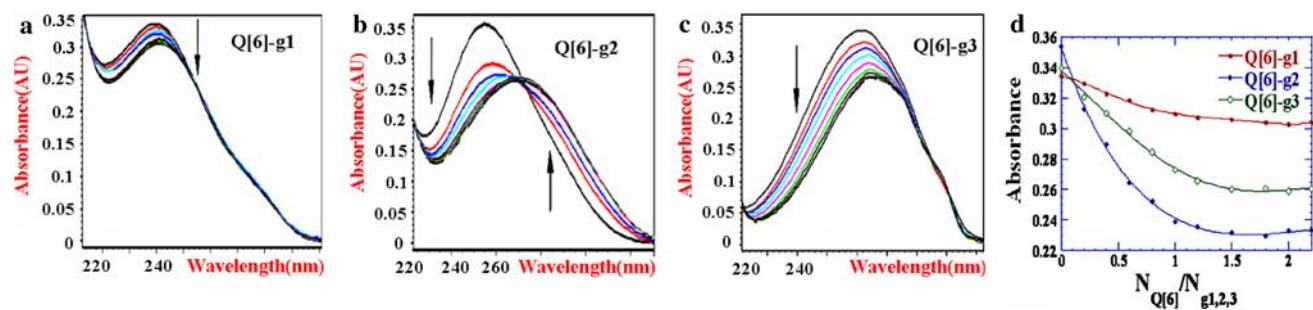 a
Q[6]-g1
Absorbance(AU)
0.35
0.3
0.25
0.2
0.15
0.1
0.05
0
220
240
Wavelength(nm)
b
Q[6]-g2
Absorbance(AU)
0.35
0.3
0.25
0.2
0.15
0.1
0.05
0
220
240
260
Wavelength(nm)
c
Q[6]-g3
Absorbance(AU)
0.35
0.3
0.25
0.2
0.15
0.1
0.05
0
220
240
Wavelength(nm)
d
Q[6]-g1
Q[6]-g2
Q[6]-g3
Absorbance
0.36
0.34
0.32
0.3
0.28
0.26
0.24
0.22
0
0.5
1
1.5
2
N Q[6]/N g1,2,3